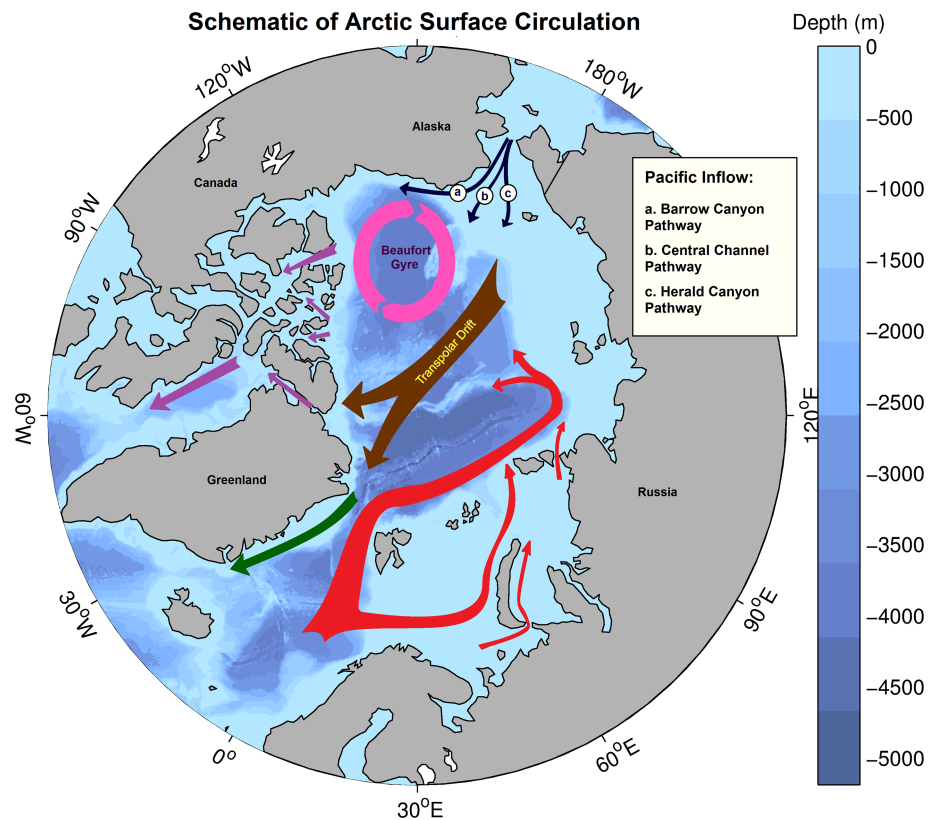 Schematic of Arctic Surface Circulation
Depth (m)
120°W
180°W
0
−500
−1000
−1500
−2000
−2500
−3000
−3500
−4000
−4500
−5000
Alaska
Canada
90°W
a
b
c
Pacific Inflow:
a. Barrow Canyon
Pathway
b. Central Channel
Pathway
c. Herald Canyon
Pathway
Beaufort
Gyre
Transpolar Drift
60°W
120°E
Greenland
Russia
30°W
90°E
0°
60°E
30°E